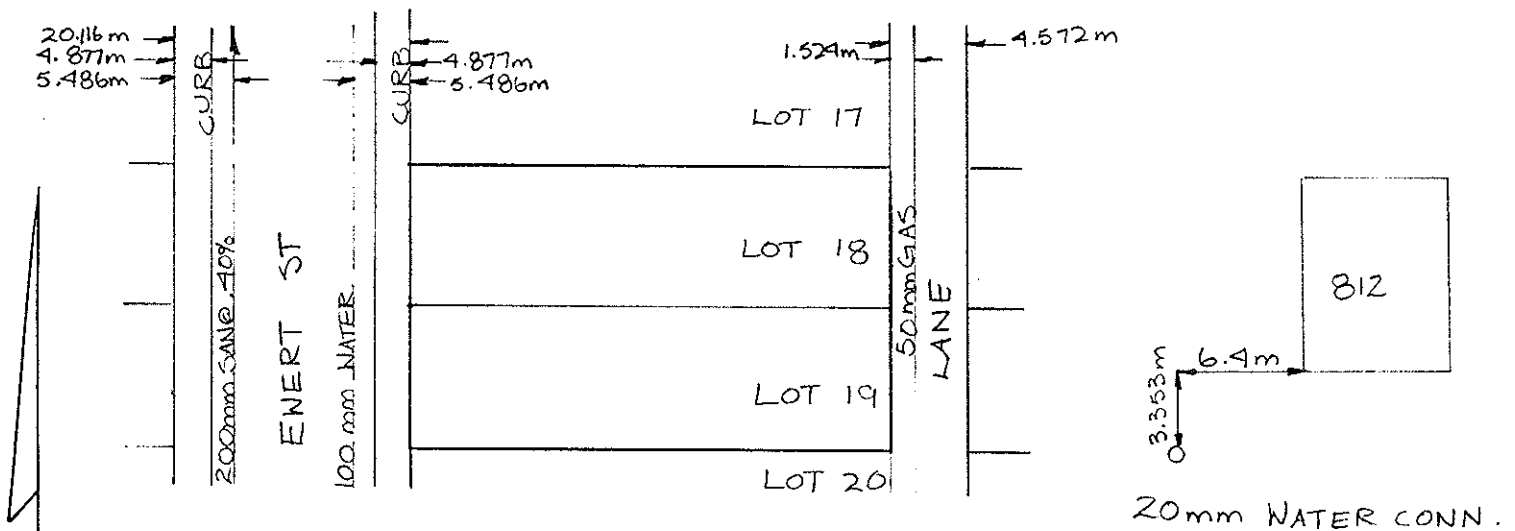 20.116m
4.877m
5.486m
CURB
CURB
4.877m
5.486m
1.524m
4.572m
LOT 17
LOT 18
LOT 19
LOT 20
200mm SAN@.40%
EWERT ST
100mm WATER.
50mm GAS
LANE
812
6.4m
3.353m
20mm WATER CONN.